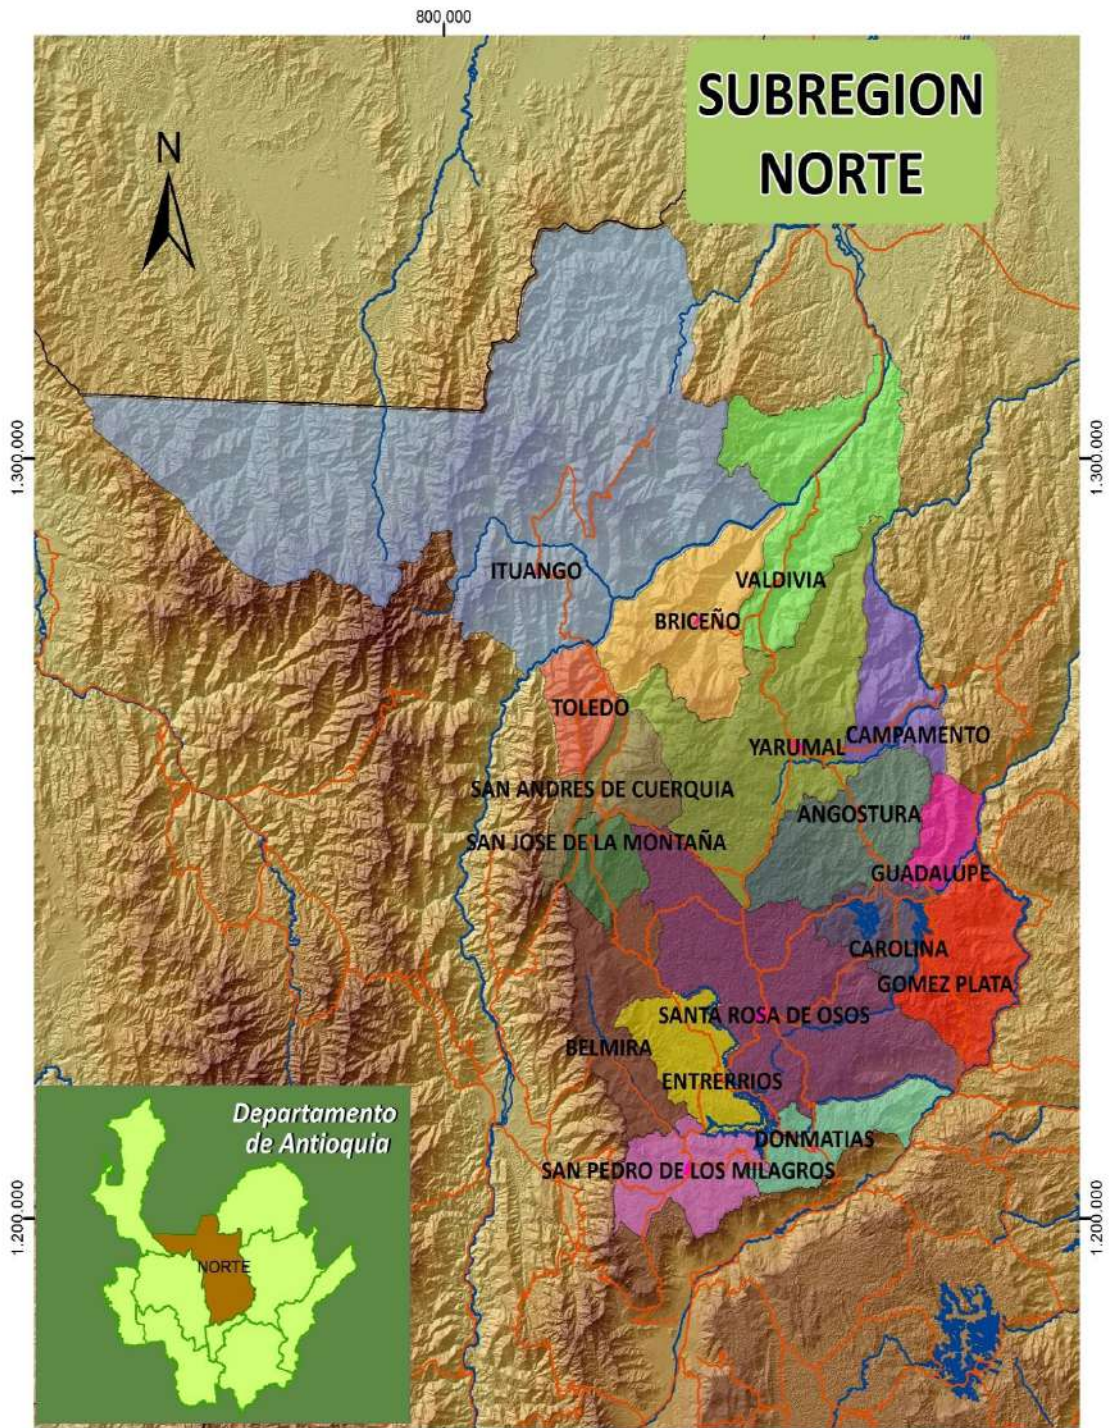 800,000
SUBREGION
NORTE
N
1.300.000
1.300.000
ITUANGO
VALDIVIA
BRICEÑO
TOLEDO
YARUMAL
CAMPAMENTO
SAN ANDRES DE CUERQUIA
ANGOSTURA
SAN JOSE DE LA MONTAÑA
GUADALUPE
CAROLINA
GOMEZ PLATA
SANTA ROSA DE OSOS
BELMIRA
ENTRERRIOS
DONMATIAS
SAN PEDRO DE LOS MILAGROS
Departamento
de Antioquia
NORTE
1.200.000
1.200.000